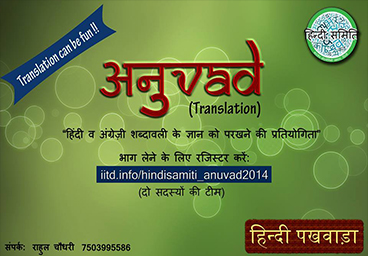 Translation can be fun !!
हिन्दी समिति
अनुvad
(Translation)
"हिंदी व अंग्रेज़ी शब्दावली के ज्ञान को परखने की प्रतियोगिता"
भाग लेने के लिए रजिस्टर करें:
iitd.info/hindisamiti_anuvad2014
(दो सदस्यों की टीम)
हिन्दी पखवाड़ा
संपर्क: राहुल चौधरी 7503995586